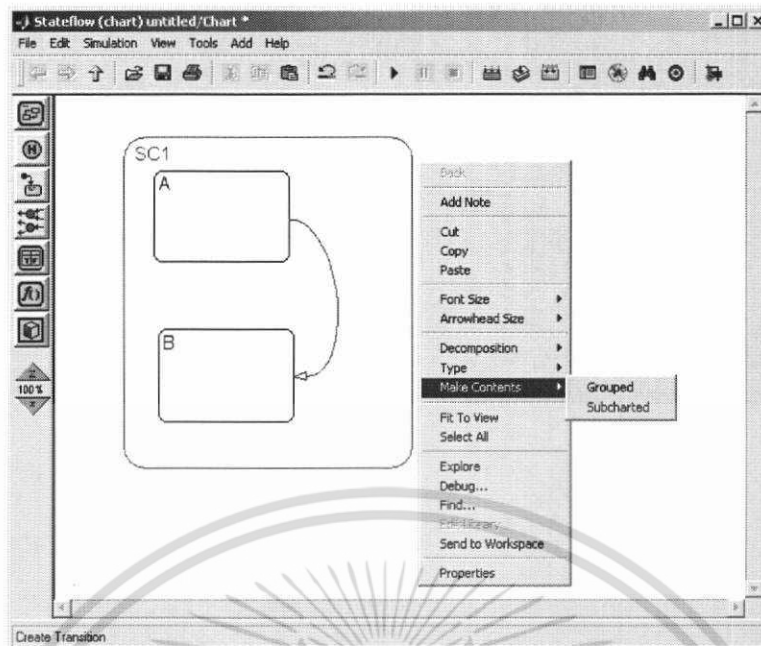 Stateflow (chart) untitled/Chart *
File Edit Simulation View Tools Add Help
SC1
A
B
100%
Back
Add Note
Cut
Copy
Paste
Font Size
Arrowhead Size
Decomposition
Type
Make Contents
Grouped
Subcharted
Fit To View
Select All
Explore
Debug...
Find...
Edit Library
Send to Workspace
Properties
Create Transition